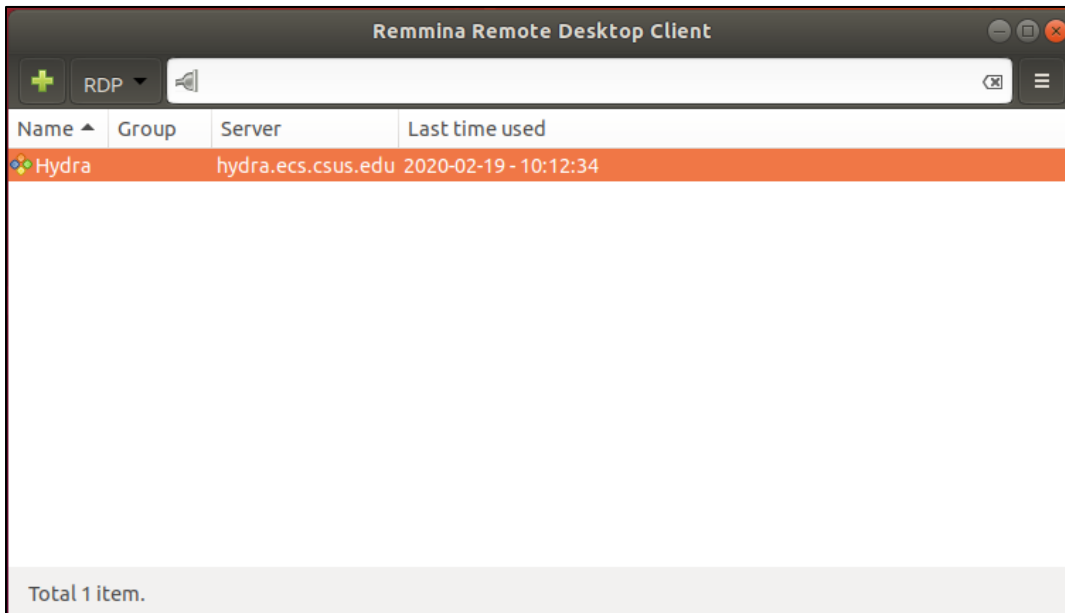 Remmina Remote Desktop Client
RDP
Name Group Server Last time used
Hydra hydra.ecs.csus.edu 2020-02-19 - 10:12:34
Total 1 item.